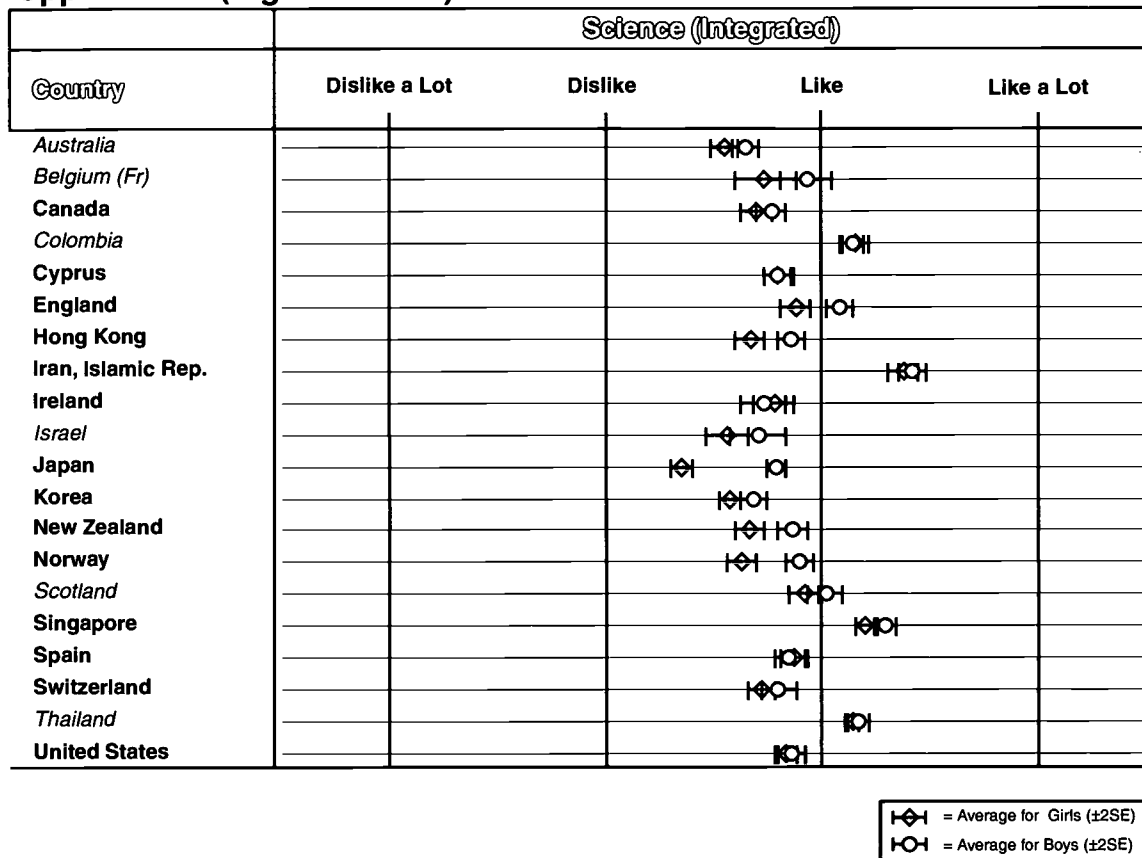 Science (Integrated)
Country
Dislike a Lot
Dislike
Like
Like a Lot
Australia
Belgium (Fr)
Canada
Colombia
Cyprus
England
Hong Kong
Iran, Islamic Rep.
Ireland
Israel
Japan
Korea
New Zealand
Norway
Scotland
Singapore
Spain
Switzerland
Thailand
United States
= Average for Girls (±2SE)
= Average for Boys (±2SE)